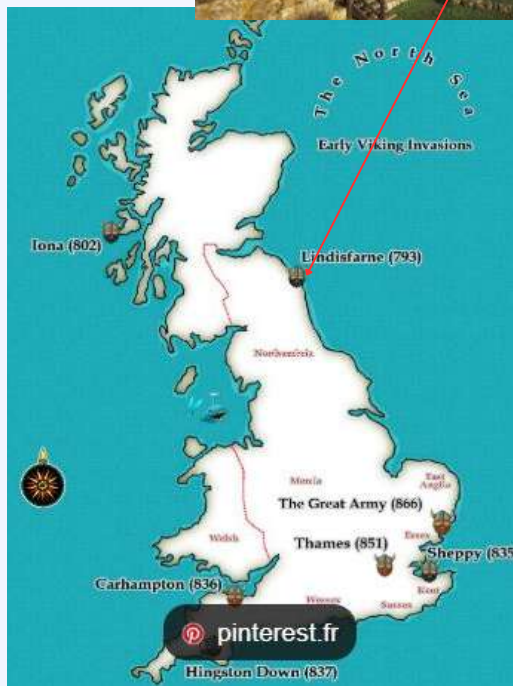 The North Sea
Early Viking Invasions
Iona (802)
Lindisfarne (793)
Northumbria
Mercia
East
Anglia
The Great Army (866)
Essex
Thames (851)
Sheppy (835
Welsh
Kent
Carhampton (836)
Wessex
Sussex
pinterest.fr
Hingston Down (837)